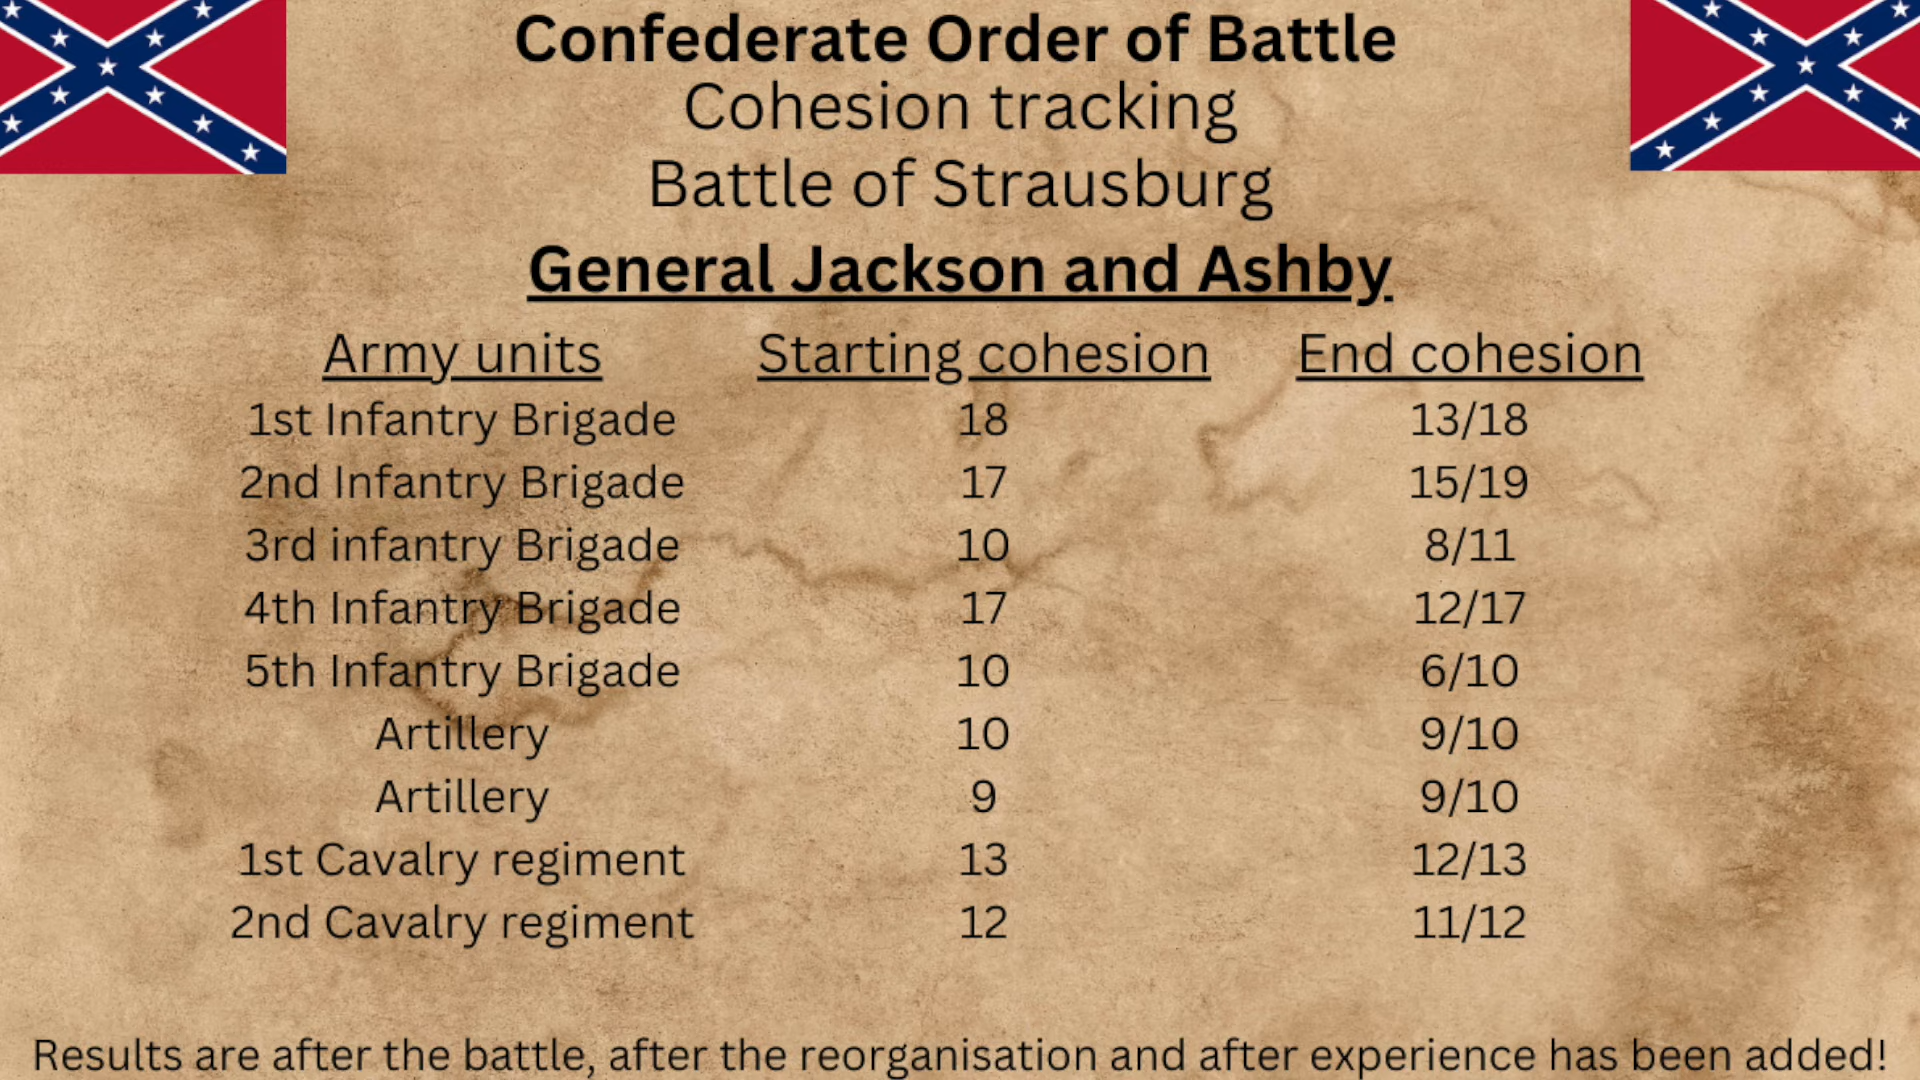 Confederate Order of Battle
Cohesion tracking
Battle of Strausburg
General Jackson and Ashby
Army units Starting cohesion End cohesion
1st Infantry Brigade 18 13/18
2nd Infantry Brigade 17 15/19
3rd infantry Brigade 10 8/11
4th Infantry Brigade 17 12/17
5th Infantry Brigade 10 6/10
Artillery 10 9/10
Artillery 9 9/10
1st Cavalry regiment 13 12/13
2nd Cavalry regiment 12 11/12
Results are after the battle, after the reorganisation and after experience has been added!